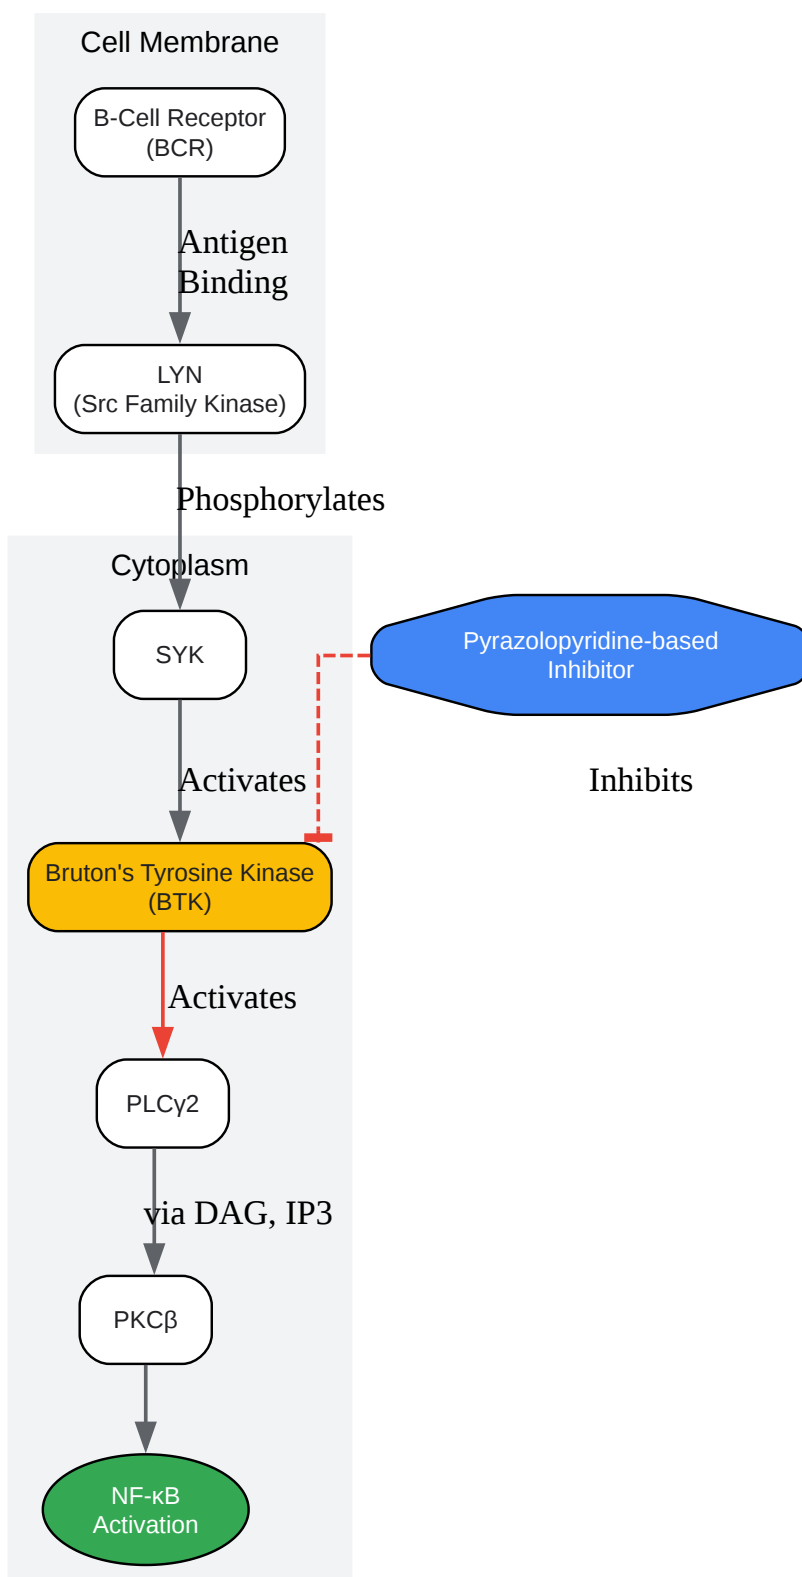 Cell Membrane
B-Cell Receptor
(BCR)
Antigen
Binding
LYN
(Src Family Kinase)
Phosphorylates
Cytoplasm
SYK
Pyrazolopyridine-based
Inhibitor
Activates
Inhibits
Bruton's Tyrosine Kinase
(BTK)
Activates
PLCγ2
via DAG, IP3
PKCβ
NF-κB
Activation